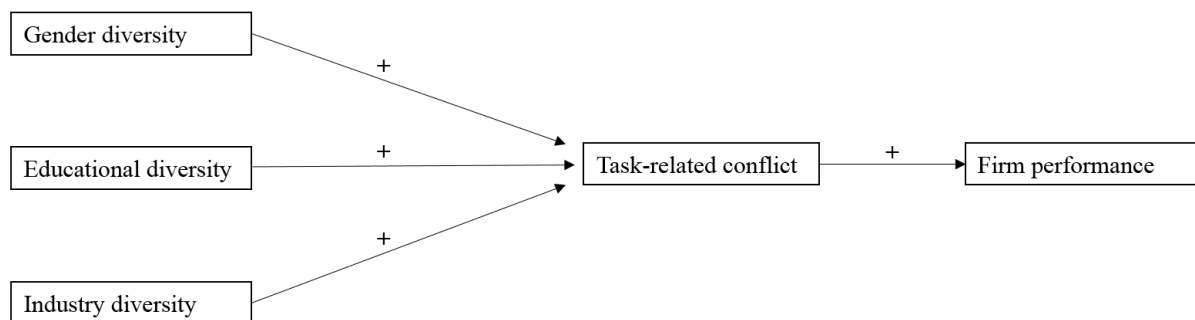 Gender diversity
+
Educational diversity
+
Task-related conflict
+
Firm performance
+
Industry diversity